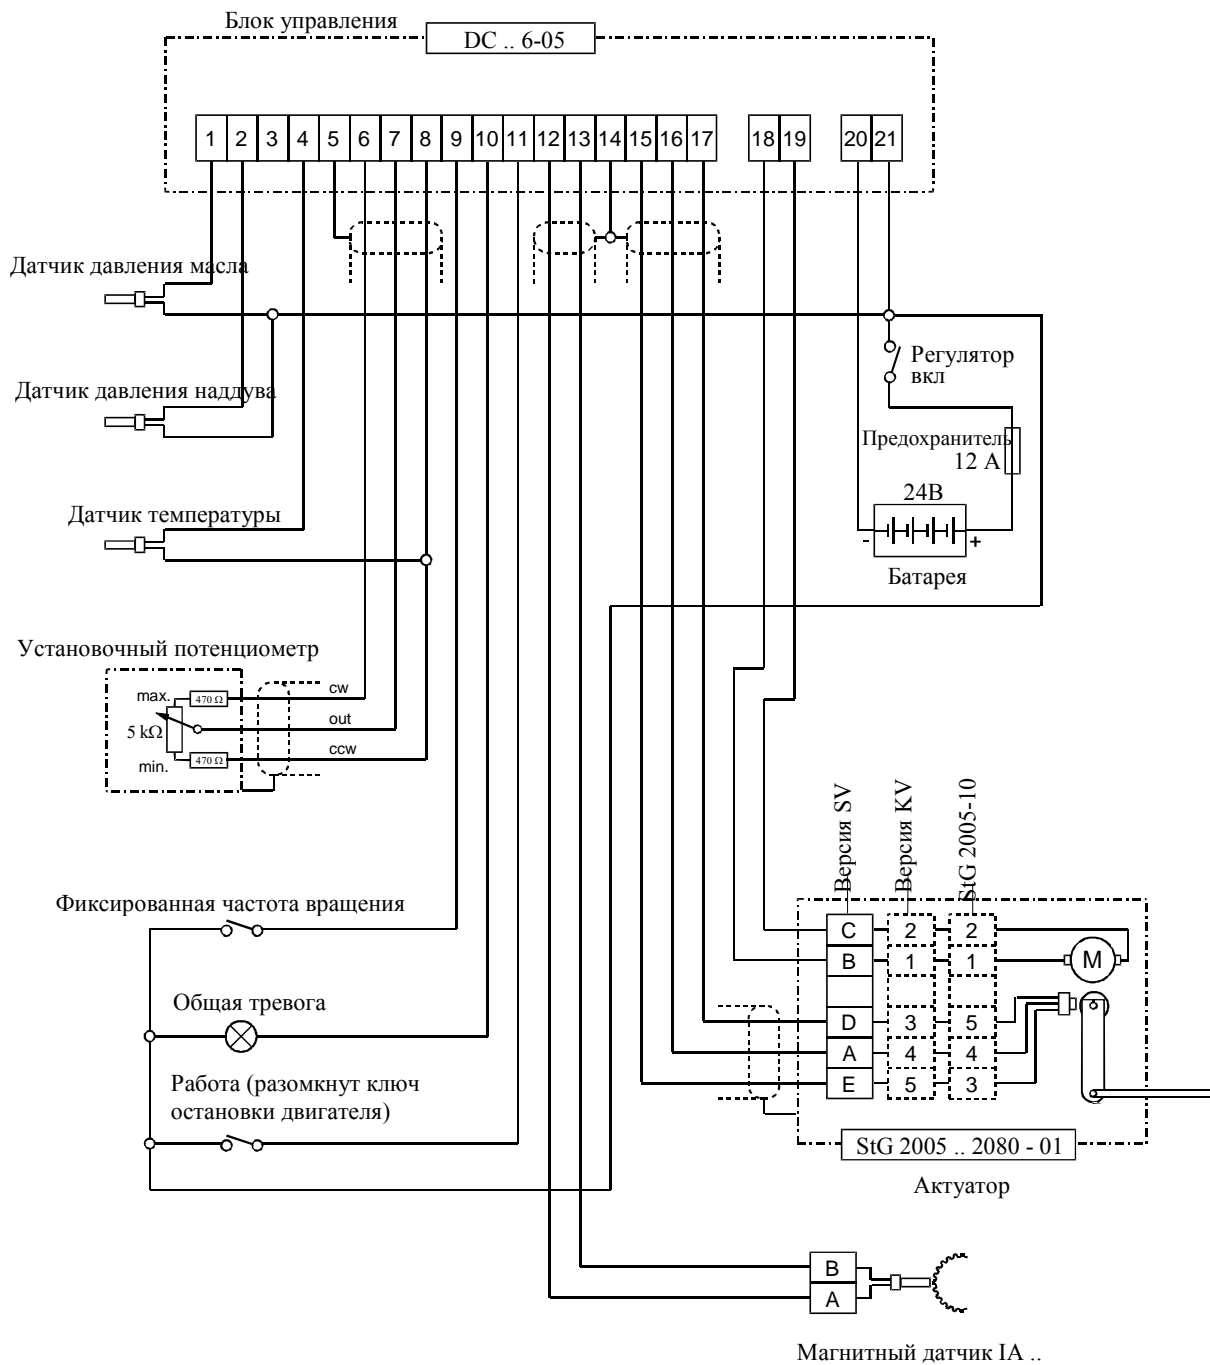 Блок управления
DC .. 6-05
1 2 3 4 5 6 7 8 9 10 11 12 13 14 15 16 17 18 19 20 21
Датчик давления масла
Регулятор
вкл
Датчик давления наддува
Предохранитель
12 А
24В
- +
Батарея
Датчик температуры
Установочный потенциометр
max.
470 Ω
cw
5 kΩ
out
min.
470 Ω
ccw
Версия SV
Версия KV
StG 2005-10
Фиксированная частота вращения
C 2 2
B 1 1
M
Общая тревога
D 3 5
A 4 4
E 5 3
Работа (разомкнут ключ
остановки двигателя)
StG 2005 .. 2080 - 01
Актуатор
B
A
Магнитный датчик IA ..